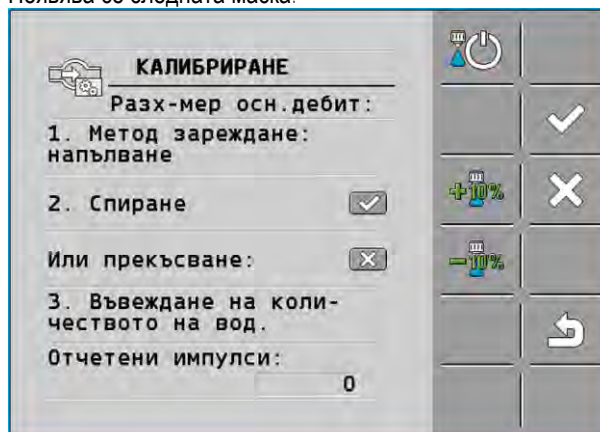 Появява се следната маска:
КАЛИБРИРАНЕ
Разх-мер осн.дебит:
1. Метод зареждане:
напълване
2. Спиране
Или прекъсване:
3. Въвеждане на коли-
чеството на вод.
Отчетени импулси:
0
+10%
-10%